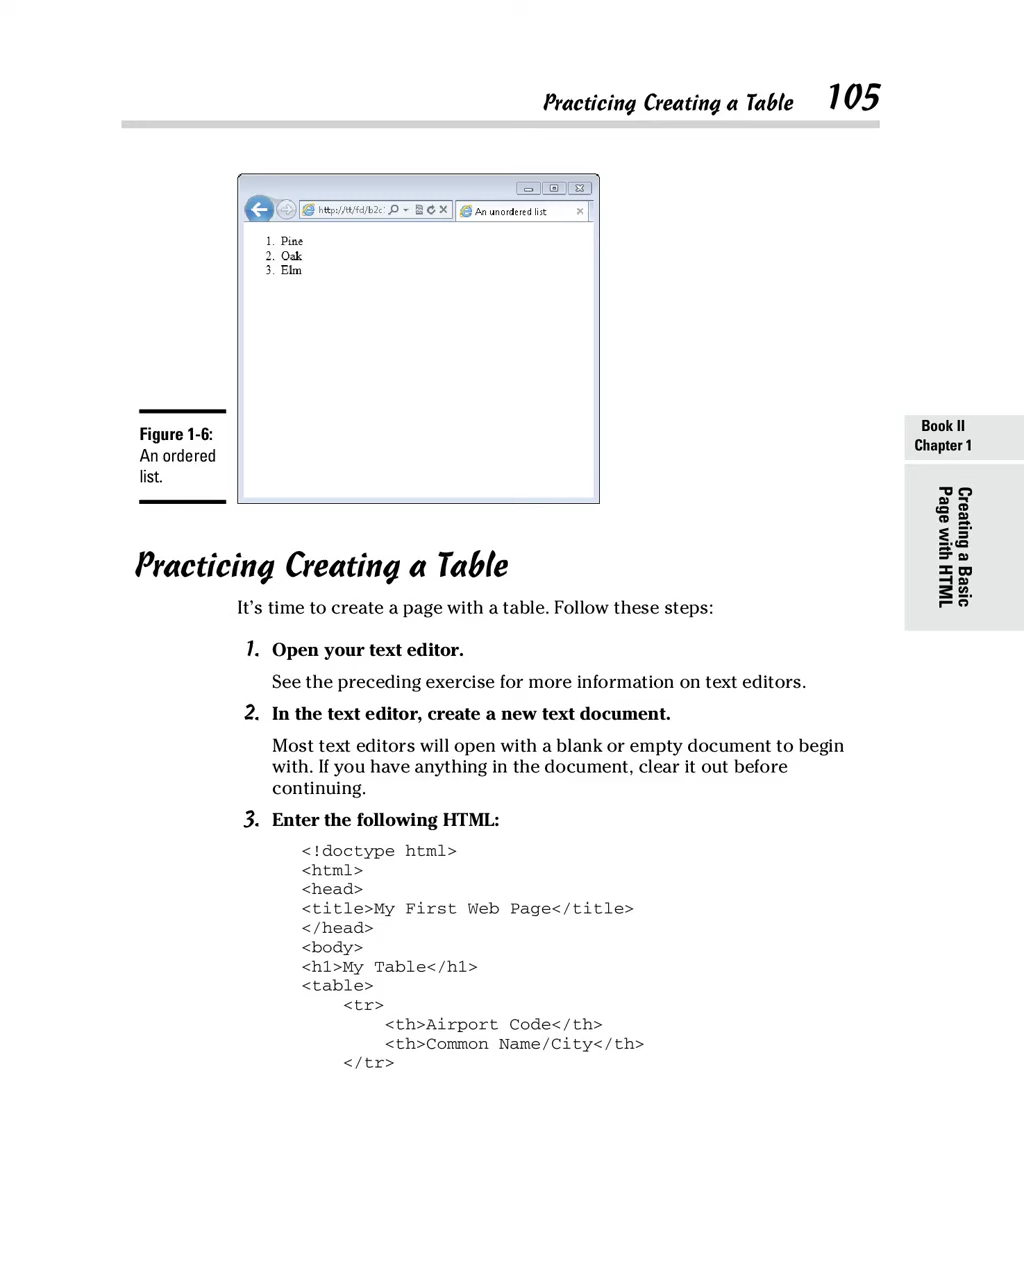 Practicing Creating a Table 105
An unordered list
1. Pine
2. Oak
3. Elm
Figure 1-6:
An ordered
list.
Book II
Chapter 1
Creating a Basic
Page with HTML
Practicing Creating a Table
It's time to create a page with a table. Follow these steps:
1. Open your text editor.
See the preceding exercise for more information on text editors.
2. In the text editor, create a new text document.
Most text editors will open with a blank or empty document to begin
with. If you have anything in the document, clear it out before
continuing.
3. Enter the following HTML:
<!doctype html>
<html>
<head>
<title>My First Web Page</title>
</head>
<body>
<h1>My Table</h1>
<table>
    <tr>
        <th>Airport Code</th>
        <th>Common Name/City</th>
    </tr>